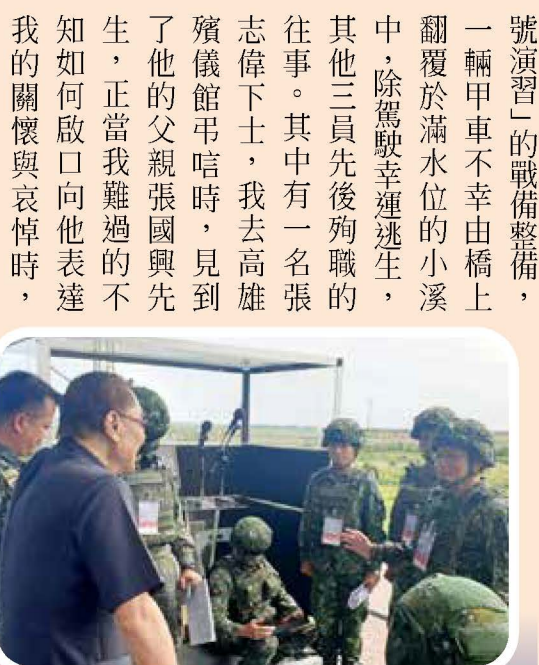 號演習」的戰備整備，
一輛甲車不幸由橋上
翻覆於滿水位的小溪
中，除駕駛幸運逃生，
其他三員先後殉職的
往事。其中有一名張
志偉下士，我去高雄
殯儀館弔唁時，見到
了他的父親張國興先
生，正當我難過的不
知如何啟口向他表達
我的關懷與哀悼時，